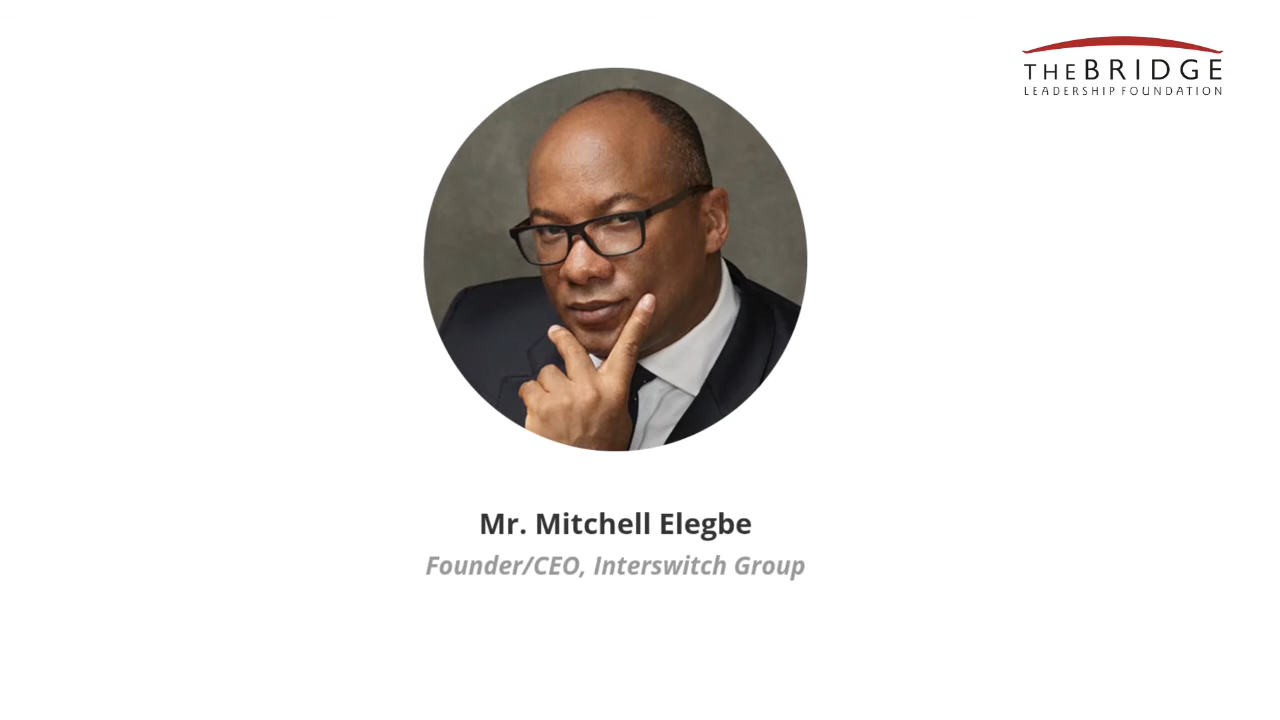 THE BRIDGE
LEADERSHIP FOUNDATION
Mr. Mitchell Elegbe
Founder/CEO, Interswitch Group